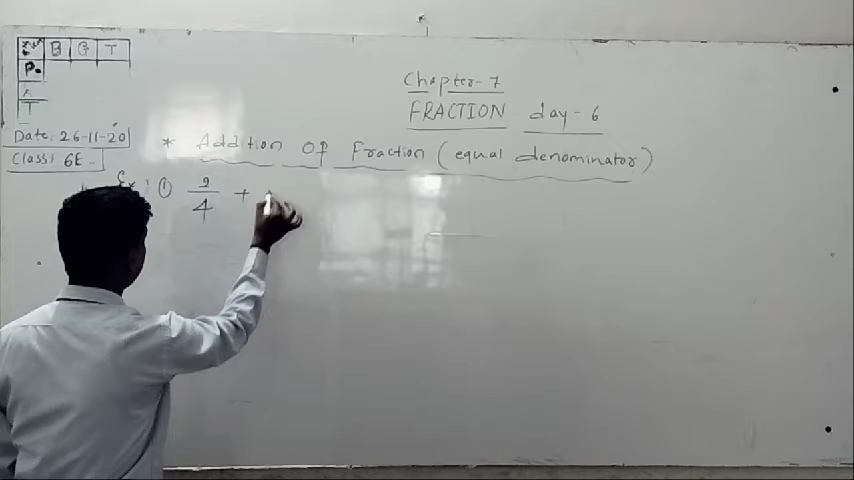 B G T
P.
T
Chapter-7
FRACTION day-6
Date: 26-11-20
Class: 6E-
* Addition Of Fraction (equal denominator)
Ex: ① 2/4 +